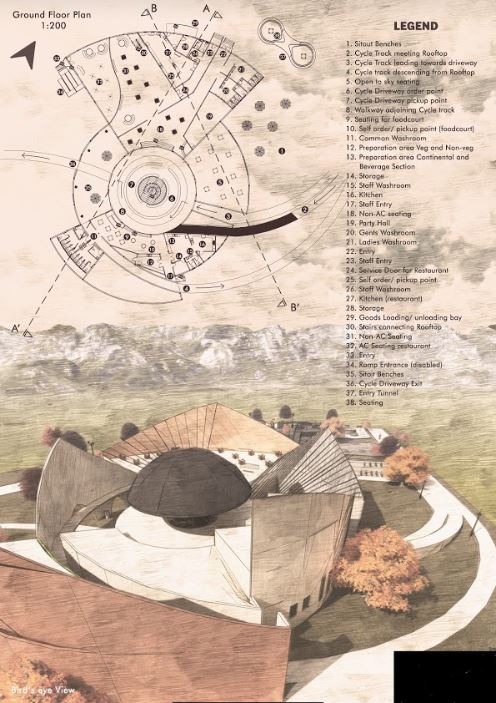 Ground Floor Plan
1:200
B
A
LEGEND
1. Sitout Benches
2. Cycle Track meeting Rooftop
3. Cycle Track leading towards driveway
4. Cycle track descending from Rooftop
5. Open to sky seating
6. Cycle Driveway order point
7. Cycle Driveway pickup point
8. Walkway adjoining Cycle track
9. Seating for foodcourt
10. Self order/ pickup point (foodcourt)
11. Common Washroom
12. Preparation area Veg and Non-veg
13. Preparation area Continental and
Beverage Section
14. Storage
15. Staff Washroom
16. Kitchen
17. Staff Entry
18. Non-AC seating
19. Party Hall
20. Gents Washroom
21. Ladies Washroom
22. Entry
23. Staff Entry
24. Service Door for Restaurant
25. Self order/ pickup point
26. Staff Washroom
27. Kitchen (restaurant)
28. Storage
29. Goods Loading/ unloading bay
30. Stairs connecting Rooftop
31. Non-AC Seating
32. AC Seating restaurant
33. Entry
34. Ramp Entrance (disabled)
35. Sitout Benches
36. Cycle Driveway Exit
37. Entry Tunnel
38. Seating
A'
B'
Bird's eye View